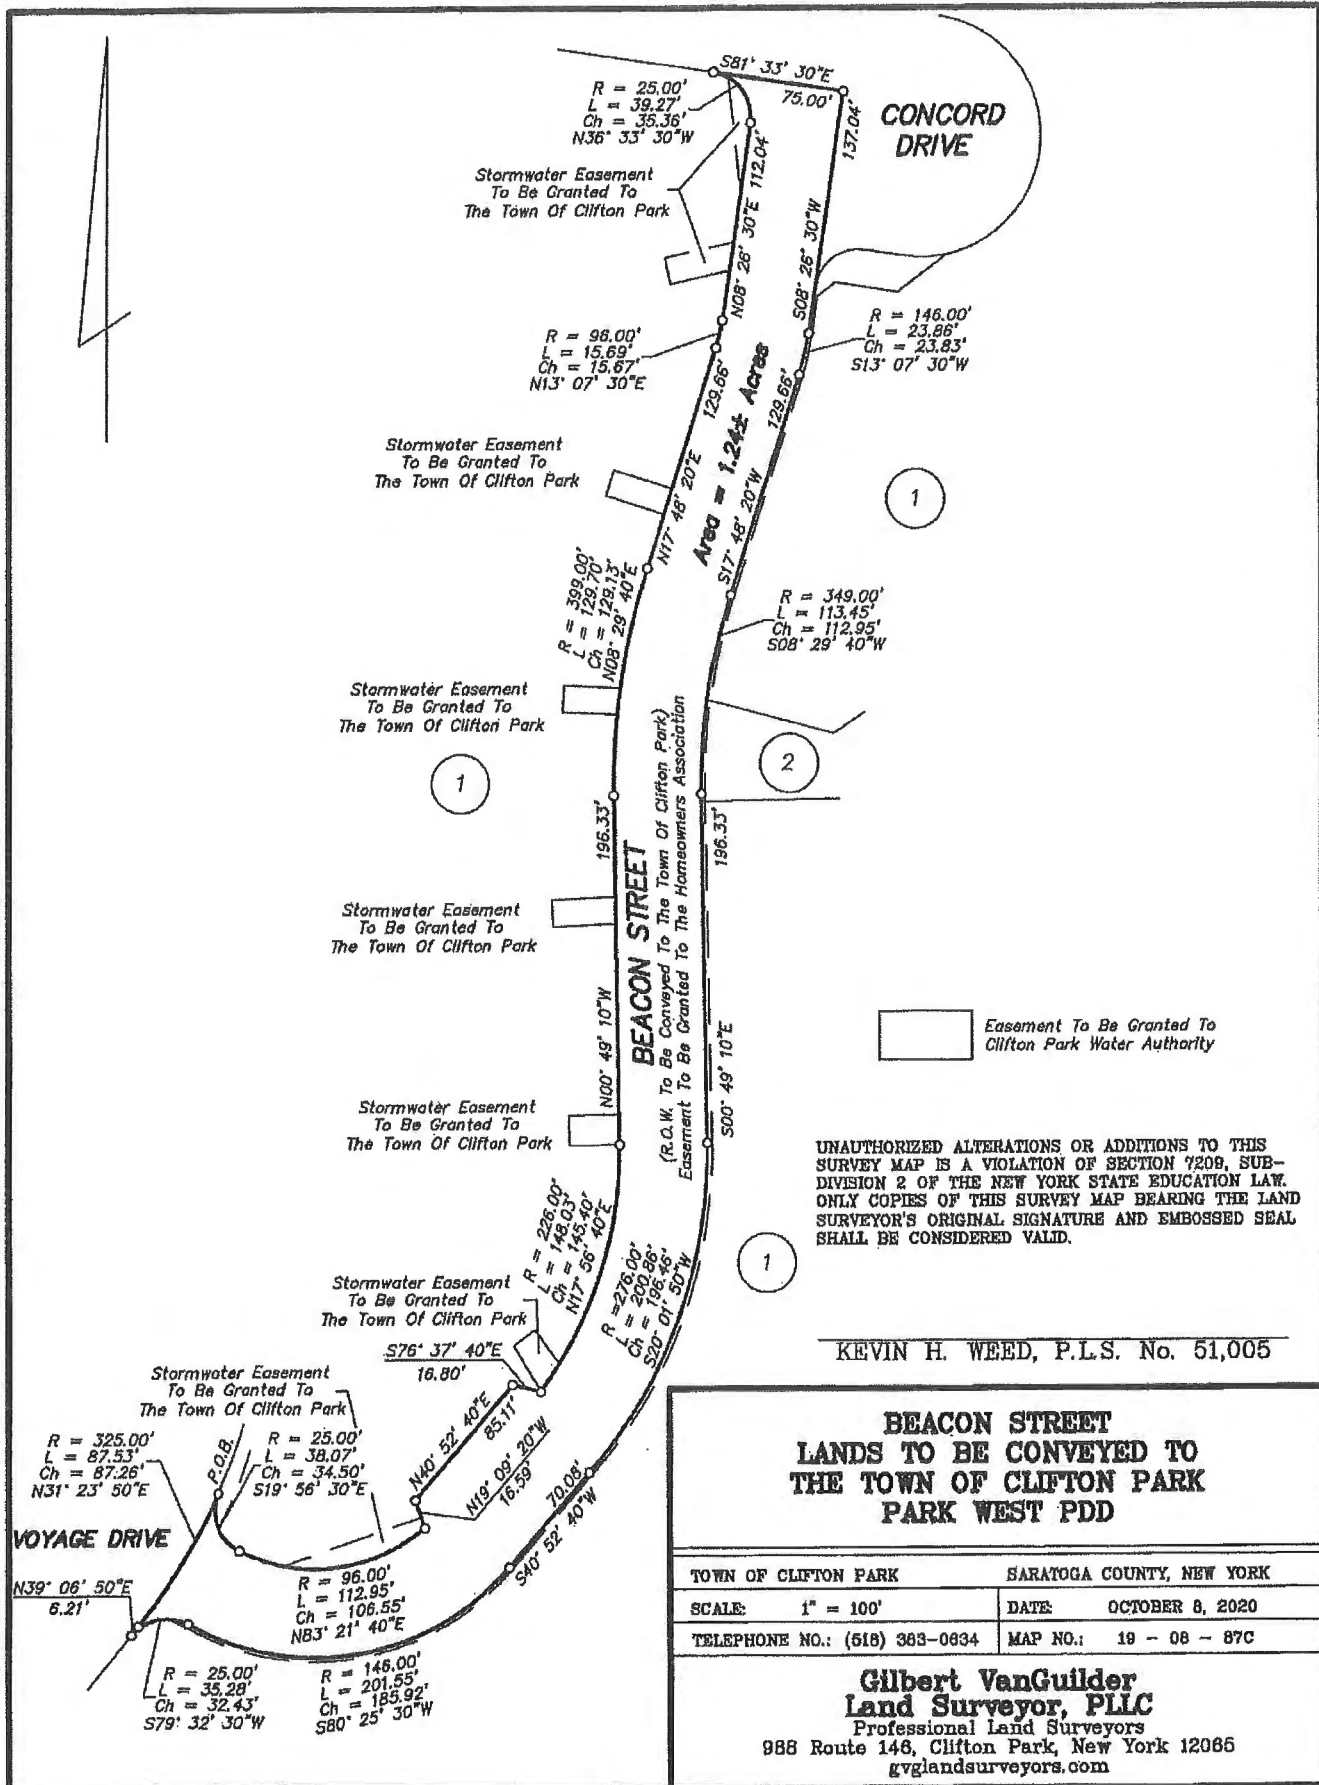 S81° 33' 30"E
75.00'
R = 25.00'
L = 39.27'
Ch = 35.36'
N36° 33' 30"W
CONCORD
DRIVE
137.04'
Stormwater Easement
To Be Granted To
The Town Of Clifton Park
N08° 26' 30"E 112.04'
S08° 26' 30"W
R = 96.00'
L = 15.69'
Ch = 15.67'
N13° 07' 30"E
R = 146.00'
L = 23.86'
Ch = 23.83'
S13° 07' 30"W
129.66'
129.66'
Area = 1.24± Acres
Stormwater Easement
To Be Granted To
The Town Of Clifton Park
N17° 48' 20"E
S17° 48' 20"W
1
R = 399.00'
L = 129.70'
Ch = 129.13'
N08° 29' 40"E
R = 349.00'
L = 113.45'
Ch = 112.95'
S08° 29' 40"W
Stormwater Easement
To Be Granted To
The Town Of Clifton Park
1
2
196.33'
196.33'
BEACON STREET
(R.O.W. To Be Conveyed To The Town Of Clifton Park)
Easement To Be Granted To The Homeowners Association
Stormwater Easement
To Be Granted To
The Town Of Clifton Park
N00° 49' 10"W
S00° 49' 10"E
Easement To Be Granted To
Clifton Park Water Authority
Stormwater Easement
To Be Granted To
The Town Of Clifton Park
UNAUTHORIZED ALTERATIONS OR ADDITIONS TO THIS
SURVEY MAP IS A VIOLATION OF SECTION 7209, SUB-
DIVISION 2 OF THE NEW YORK STATE EDUCATION LAW.
ONLY COPIES OF THIS SURVEY MAP BEARING THE LAND
SURVEYOR'S ORIGINAL SIGNATURE AND EMBOSSED SEAL
SHALL BE CONSIDERED VALID.
R = 226.00'
L = 148.03'
Ch = 145.40'
N17° 56' 40"E
R = 276.00'
L = 200.86'
Ch = 196.46'
S20° 01' 50"W
1
Stormwater Easement
To Be Granted To
The Town Of Clifton Park
S76° 37' 40"E
16.80'
KEVIN H. WEED, P.L.S. No. 51,005
Stormwater Easement
To Be Granted To
The Town Of Clifton Park
N40° 52' 40"E
85.11'
N19° 09' 20"W
16.59'
70.08'
S40° 52' 40"W
R = 325.00'
L = 87.53'
Ch = 87.26'
N31° 23' 50"E
P.O.B.
R = 25.00'
L = 38.07'
Ch = 34.50'
S19° 56' 30"E
VOYAGE DRIVE
N39° 06' 50"E
6.21'
R = 96.00'
L = 112.95'
Ch = 106.55'
N83° 21' 40"E
R = 25.00'
L = 35.28'
Ch = 32.43'
S79° 32' 30"W
R = 146.00'
L = 201.55'
Ch = 185.92'
S80° 25' 30"W
BEACON STREET
LANDS TO BE CONVEYED TO
THE TOWN OF CLIFTON PARK
PARK WEST PDD
TOWN OF CLIFTON PARK SARATOGA COUNTY, NEW YORK
SCALE: 1" = 100' DATE: OCTOBER 8, 2020
TELEPHONE NO.: (518) 383-0634 MAP NO.: 19 - 08 - 87C
Gilbert VanGuilder
Land Surveyor, PLLC
Professional Land Surveyors
988 Route 146, Clifton Park, New York 12065
gvglandsurveyors.com